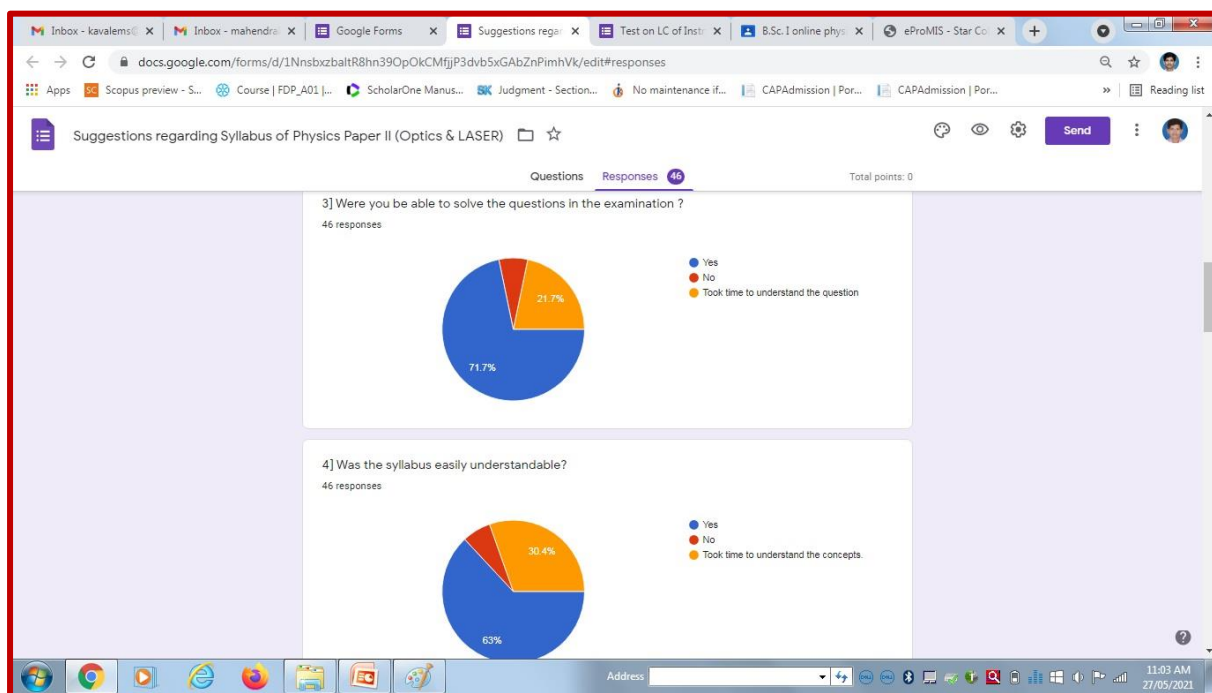 Inbox - kavalems
Inbox - mahendra
Google Forms
Suggestions regar
Test on LC of Instr
B.Sc. I online phys
eProMIS - Star Co
docs.google.com/forms/d/1NnsbxzbaltR8hn39OpOkCMfjjP3dvb5xGAbZnPimhVk/edit#responses
Apps
SC Scopus preview - S...
Course | FDP_A01 |...
ScholarOne Manus...
SK Judgment - Section...
No maintenance if...
CAPAdmission | Por...
CAPAdmission | Por...
»
Reading list
Suggestions regarding Syllabus of Physics Paper II (Optics & LASER)
Send
Questions Responses 46 Total points: 0
3] Were you be able to solve the questions in the examination ?
46 responses
Yes
No
Took time to understand the question
21.7%
71.7%
4] Was the syllabus easily understandable?
46 responses
Yes
No
Took time to understand the concepts.
30.4%
63%
Address
11:03 AM
27/05/2021